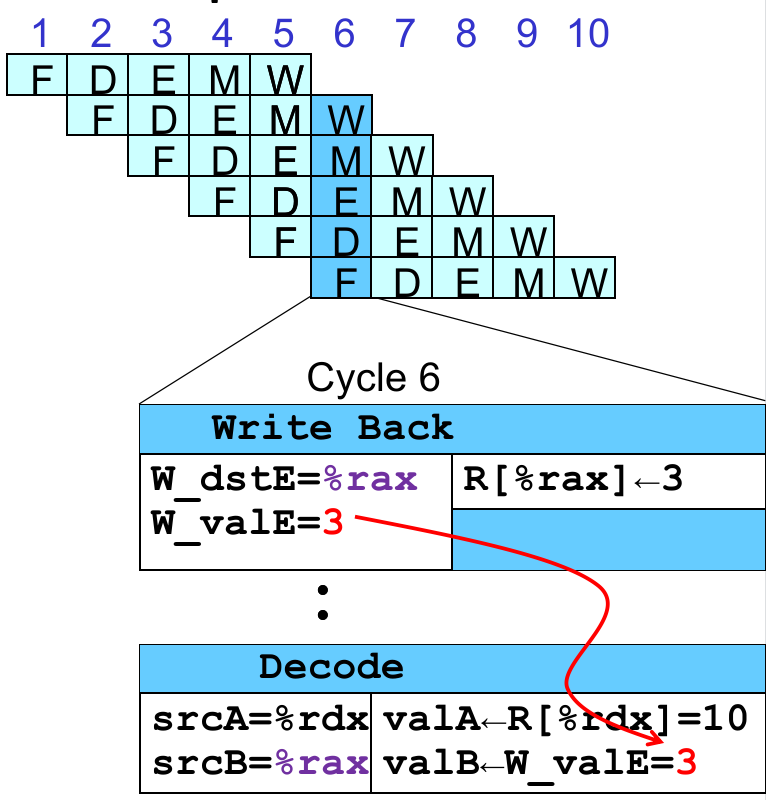 1 2 3 4 5 6 7 8 9 10
F D E M W
F D E M W
F D E M W
F D E M W
F D E M W
F D E M W
Cycle 6
Write Back
W_dstE=%rax R[%rax]←3
W_valE=3
:
Decode
srcA=%rdx valA←R[%rdx]=10
srcB=%rax valB←W_valE=3